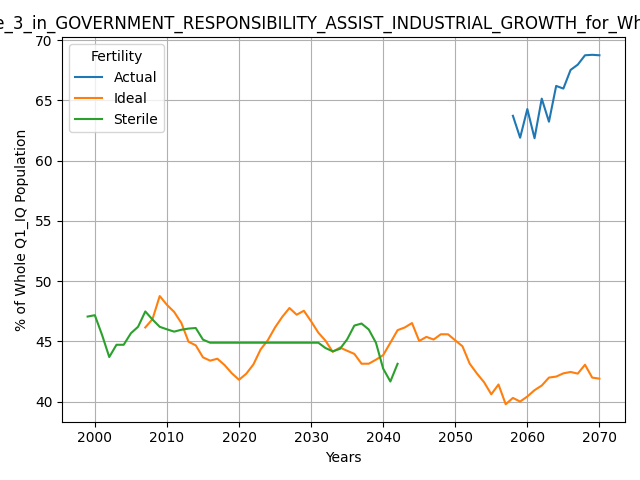 e_3_in_GOVERNMENT_RESPONSIBILITY_ASSIST_INDUSTRIAL_GROWTH_for_Wh
Fertility
Actual
Ideal
Sterile
% of Whole Q1_IQ Population
70
65
60
55
50
45
40
2000 2010 2020 2030 2040 2050 2060 2070
Years